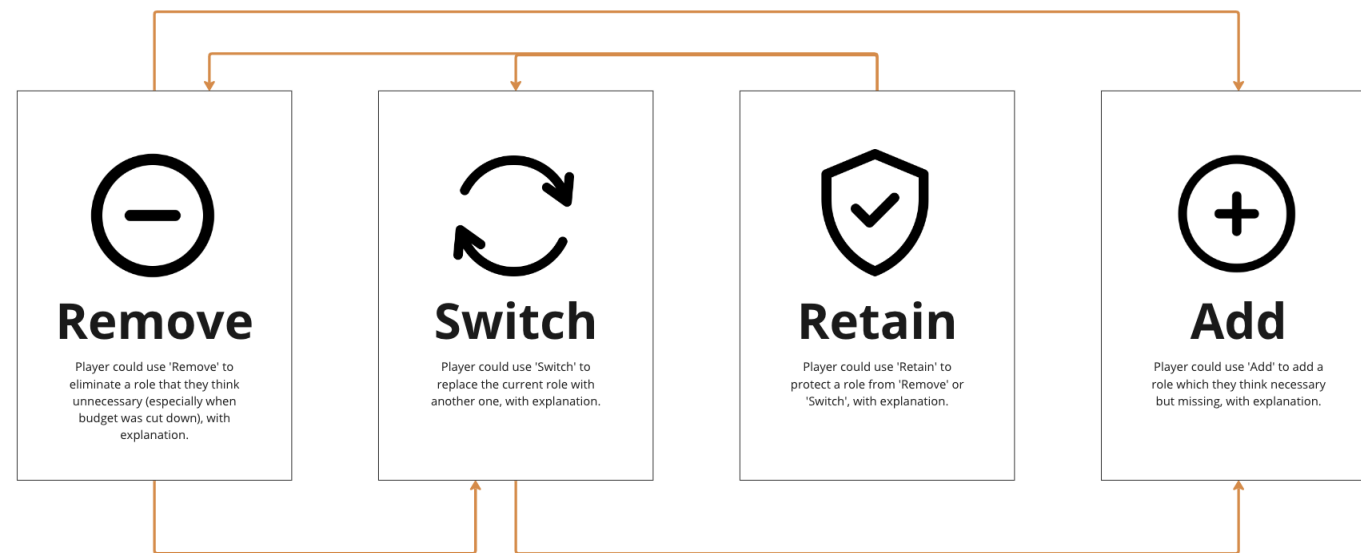 Remove
Player could use 'Remove' to
eliminate a role that they think
unnecessary (especially when
budget was cut down), with
explanation.
Switch
Player could use 'Switch' to
replace the current role with
another one, with explanation.
Retain
Player could use 'Retain' to
protect a role from 'Remove' or
'Switch', with explanation.
Add
Player could use 'Add' to add a
role which they think necessary
but missing, with explanation.